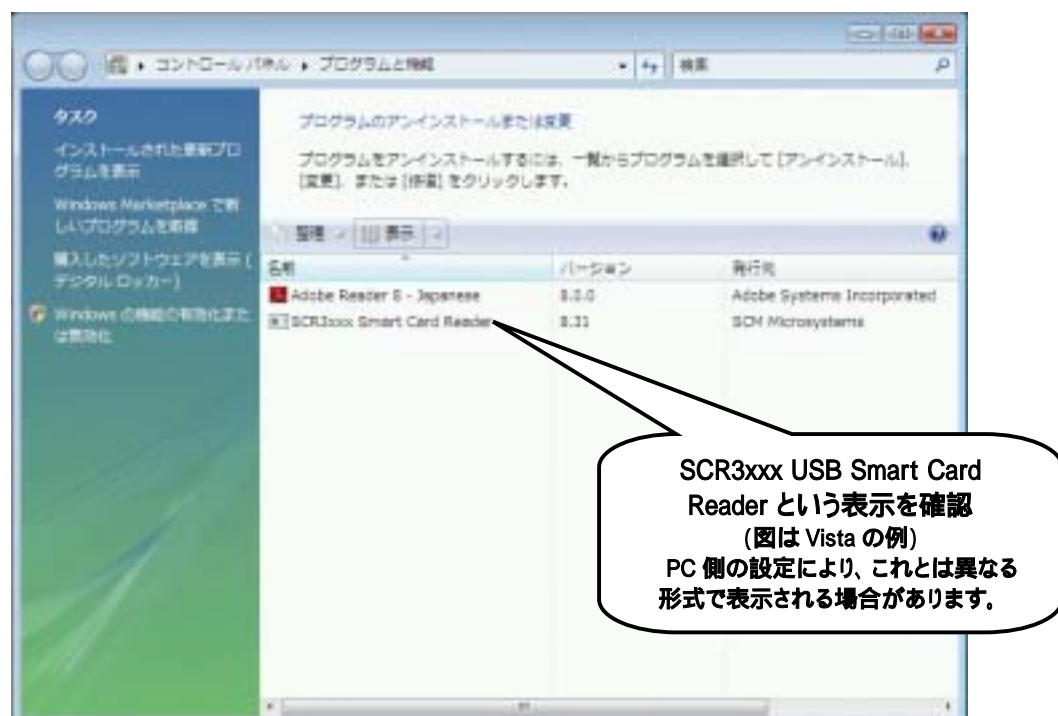 コントロール パネル ▸ プログラムと機能
検索
タスク
インストールされた更新プロ
グラムを表示
Windows Marketplace で新
しいプログラムを取得
購入したソフトウェアを表示 (
デジタル ロッカー)
Windows の機能の有効化また
は無効化
プログラムのアンインストールまたは変更
プログラムをアンインストールするには、一覧からプログラムを選択して [アンインストール]、
[変更]、または [修復] をクリックします。
整理 表示
名前 バージョン 発行元
Adobe Reader 8 - Japanese 8.0.0 Adobe Systems Incorporated
SCR3xxx Smart Card Reader 8.31 SCM Microsystems
SCR3xxx USB Smart Card
Reader という表示を確認
(図は Vista の例)
PC 側の設定により、これとは異なる
形式で表示される場合があります。